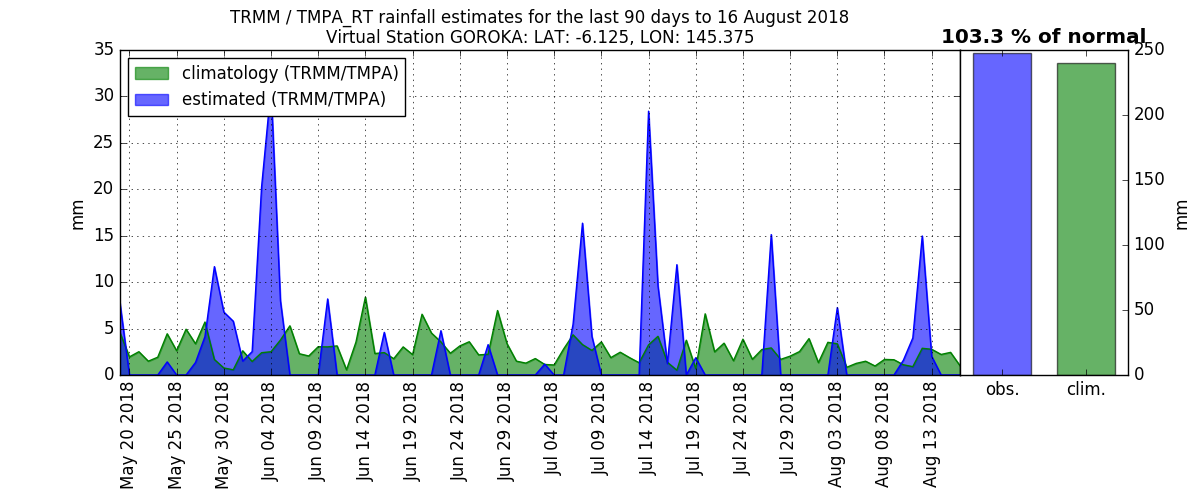 TRMM / TMPA_RT rainfall estimates for the last 90 days to 16 August 2018
Virtual Station GOROKA: LAT: -6.125, LON: 145.375
103.3 % of normal
climatology (TRMM/TMPA)
estimated (TRMM/TMPA)
mm
35
30
25
20
15
10
5
0
May 20 2018
May 25 2018
May 30 2018
Jun 04 2018
Jun 09 2018
Jun 14 2018
Jun 19 2018
Jun 24 2018
Jun 29 2018
Jul 04 2018
Jul 09 2018
Jul 14 2018
Jul 19 2018
Jul 24 2018
Jul 29 2018
Aug 03 2018
Aug 08 2018
Aug 13 2018
obs.
clim.
250
200
150
100
50
0
mm